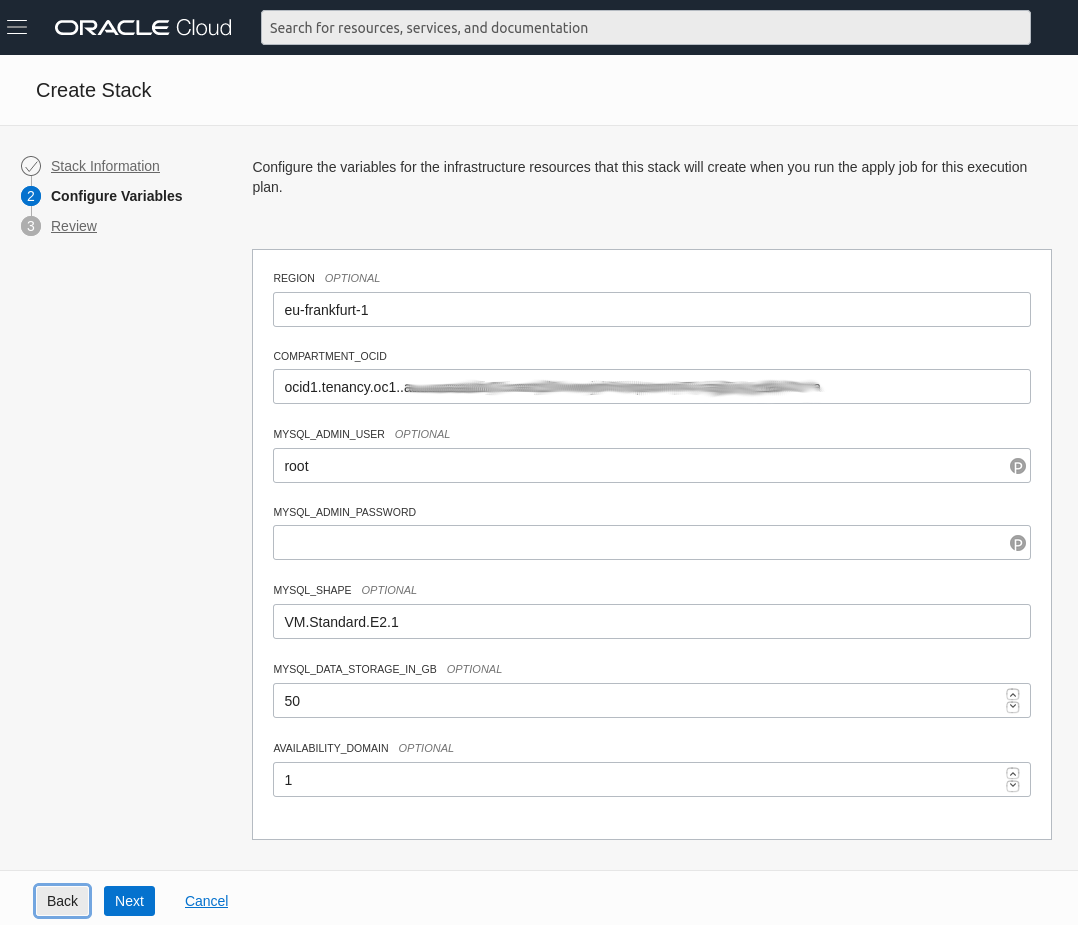 ORACLE Cloud
Search for resources, services, and documentation
Create Stack
Stack Information
2 Configure Variables
3 Review
Configure the variables for the infrastructure resources that this stack will create when you run the apply job for this execution
plan.
REGION OPTIONAL
eu-frankfurt-1
COMPARTMENT_OCID
ocid1.tenancy.oc1..
MYSQL_ADMIN_USER OPTIONAL
root
MYSQL_ADMIN_PASSWORD
MYSQL_SHAPE OPTIONAL
VM.Standard.E2.1
MYSQL_DATA_STORAGE_IN_GB OPTIONAL
50
AVAILABILITY_DOMAIN OPTIONAL
1
Back Next Cancel